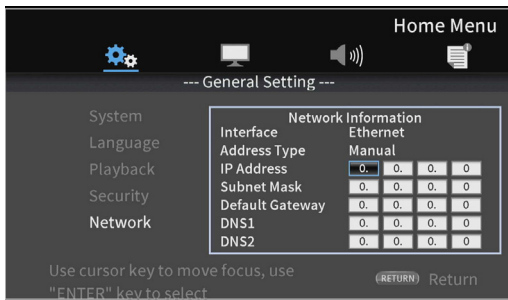 Home Menu
--- General Setting ---
System
Language
Playback
Security
Network
Network Information
Interface Ethernet
Address Type Manual
IP Address 0. 0. 0. 0
Subnet Mask 0. 0. 0. 0
Default Gateway 0. 0. 0. 0
DNS1 0. 0. 0. 0
DNS2 0. 0. 0. 0
Use cursor key to move focus, use
"ENTER" key to select
RETURN Return